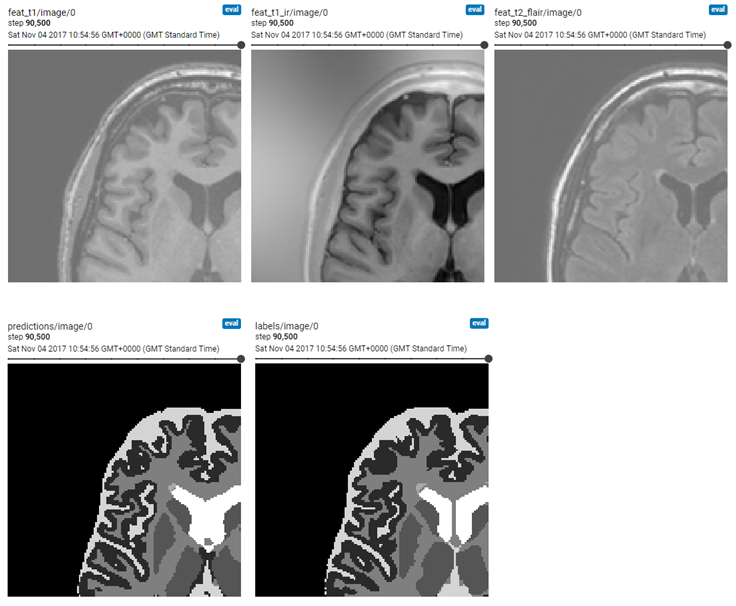 feat_t1/image/0
eval
step 90,500
Sat Nov 04 2017 10:54:56 GMT+0000 (GMT Standard Time)
feat_t1_ir/image/0
eval
step 90,500
Sat Nov 04 2017 10:54:56 GMT+0000 (GMT Standard Time)
feat_t2_flair/image/0
eval
step 90,500
Sat Nov 04 2017 10:54:56 GMT+0000 (GMT Standard Time)
predictions/image/0
eval
step 90,500
Sat Nov 04 2017 10:54:56 GMT+0000 (GMT Standard Time)
labels/image/0
eval
step 90,500
Sat Nov 04 2017 10:54:56 GMT+0000 (GMT Standard Time)